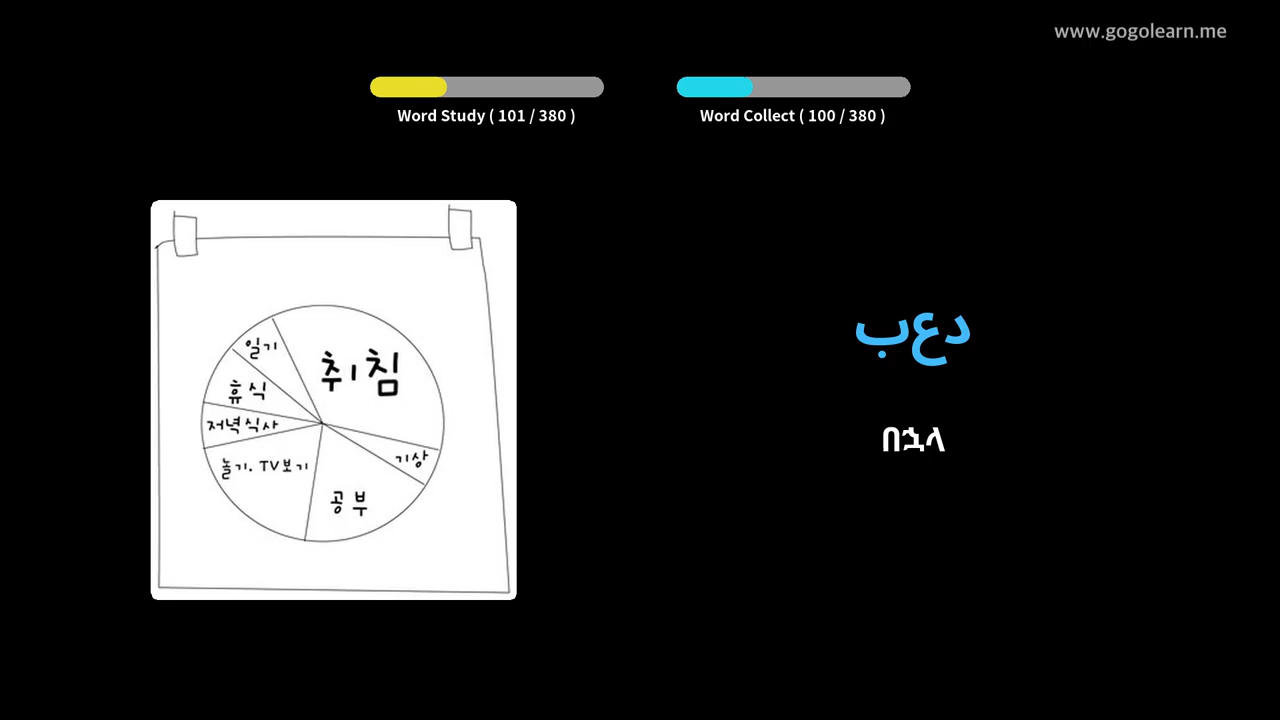 www.gogolearn.me
Word Study ( 101 / 380 )
Word Collect ( 100 / 380 )
일기
취침
휴식
저녁식사
놀기. TV보기
기상
공부
دعب
በኋላ